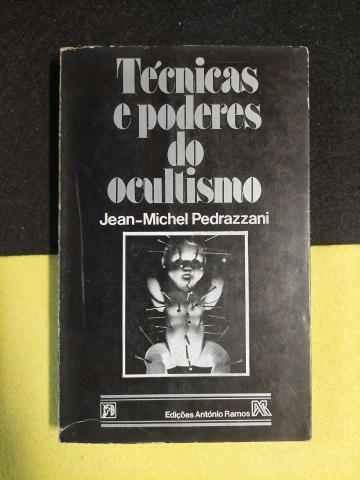 Técnicas
e poderes
do
ocultismo
Jean-Michel Pedrazzani
Edições António Ramos